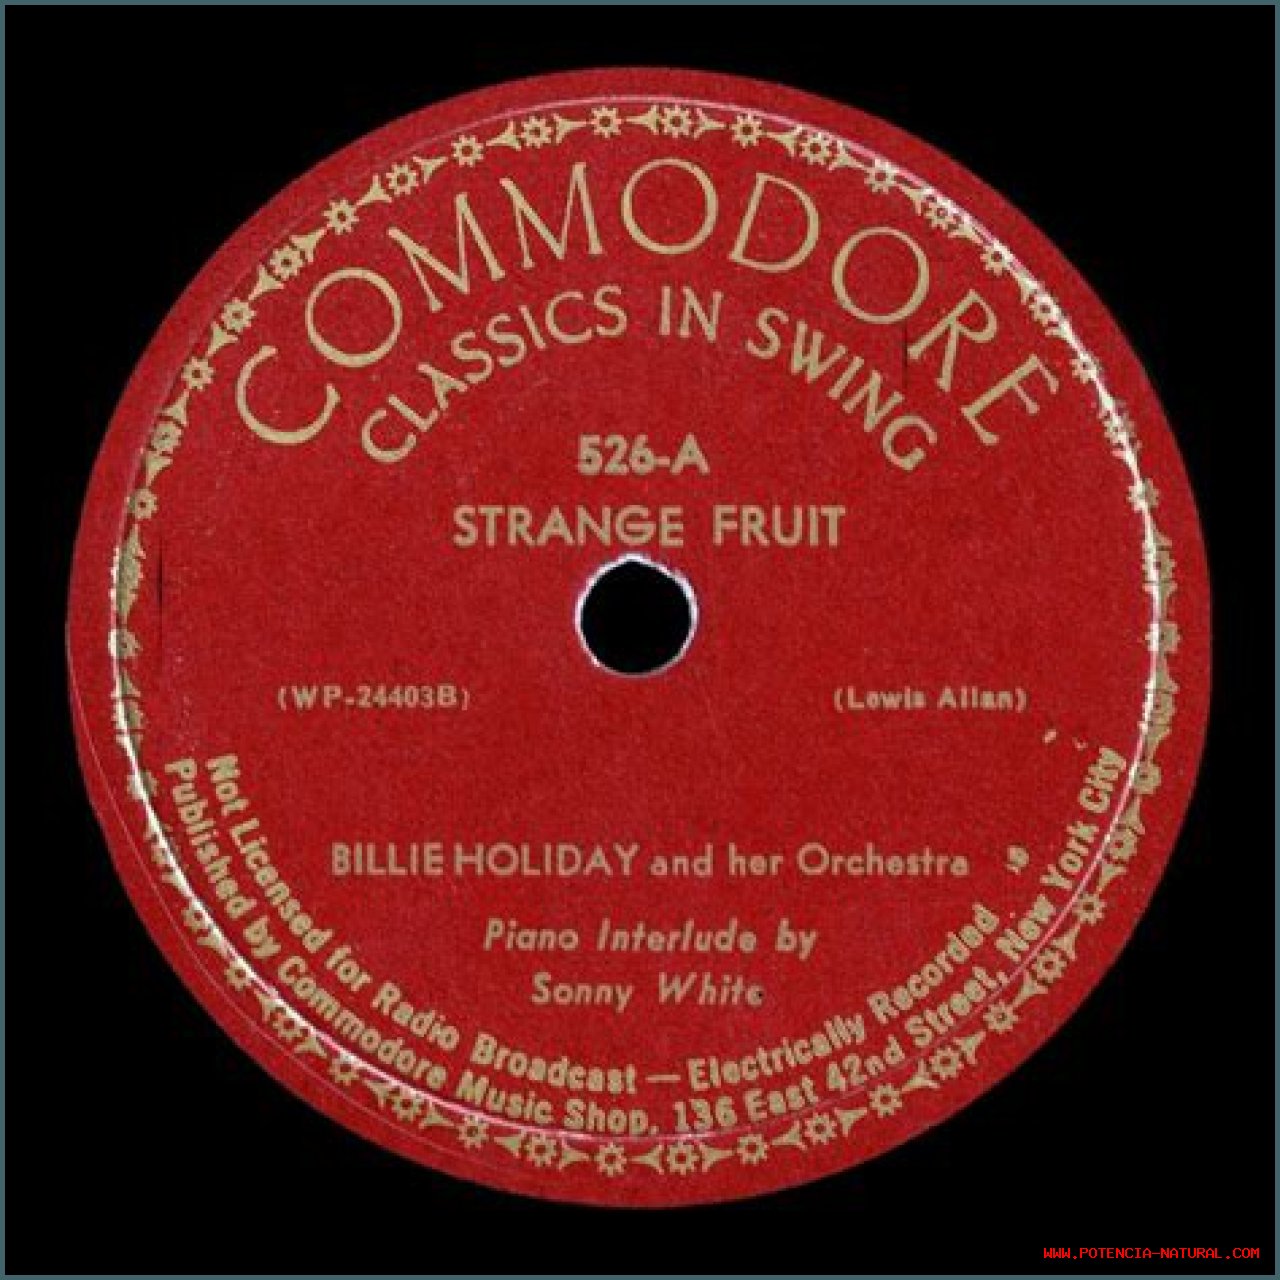 COMMODORE
CLASSICS IN SWING
526-A
STRANGE FRUIT
(WP-24403B)
(Lewis Allan)
BILLIE HOLIDAY and her Orchestra
Piano Interlude by
Sonny White
Not Licensed for Radio Broadcast — Electrically Recorded
Published by Commodore Music Shop, 136 East 42nd Street, New York City
WWW.POTENCIA-NATURAL.COM